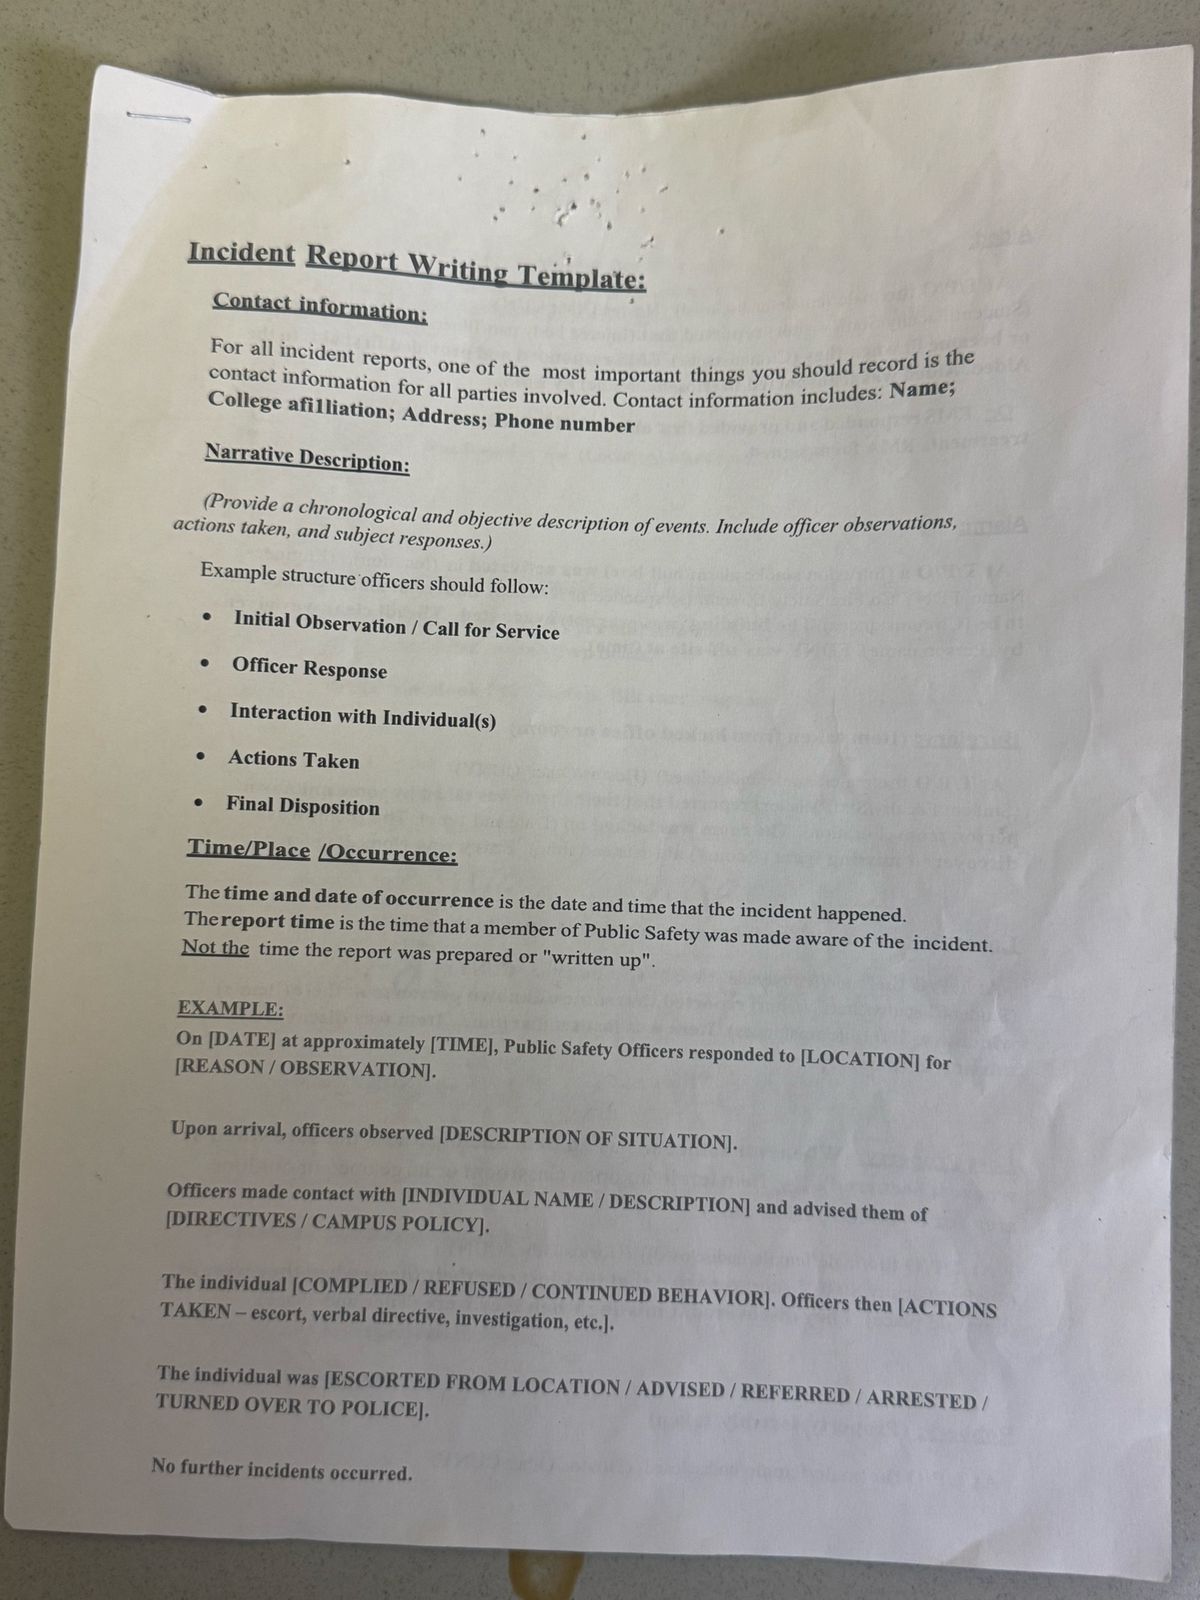 Incident Report Writing Template:
Contact information:
For all incident reports, one of the most important things you should record is the
contact information for all parties involved. Contact information includes: Name;
College afi1liation; Address; Phone number
Narrative Description:
(Provide a chronological and objective description of events. Include officer observations,
actions taken, and subject responses.)
Example structure officers should follow:
• Initial Observation / Call for Service
• Officer Response
• Interaction with Individual(s)
• Actions Taken
• Final Disposition
Time/Place /Occurrence:
The time and date of occurrence is the date and time that the incident happened.
The report time is the time that a member of Public Safety was made aware of the incident.
Not the time the report was prepared or "written up".
EXAMPLE:
On [DATE] at approximately [TIME], Public Safety Officers responded to [LOCATION] for
[REASON / OBSERVATION].
Upon arrival, officers observed [DESCRIPTION OF SITUATION].
Officers made contact with [INDIVIDUAL NAME / DESCRIPTION] and advised them of
[DIRECTIVES / CAMPUS POLICY].
The individual [COMPLIED / REFUSED / CONTINUED BEHAVIOR]. Officers then [ACTIONS
TAKEN – escort, verbal directive, investigation, etc.].
The individual was [ESCORTED FROM LOCATION / ADVISED / REFERRED / ARRESTED /
TURNED OVER TO POLICE].
No further incidents occurred.